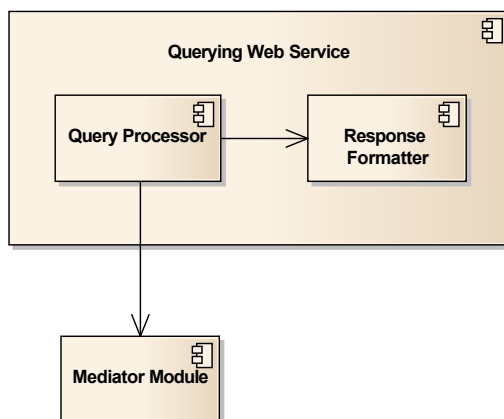 Querying Web Service
Query Processor
Response
Formatter
Mediator Module